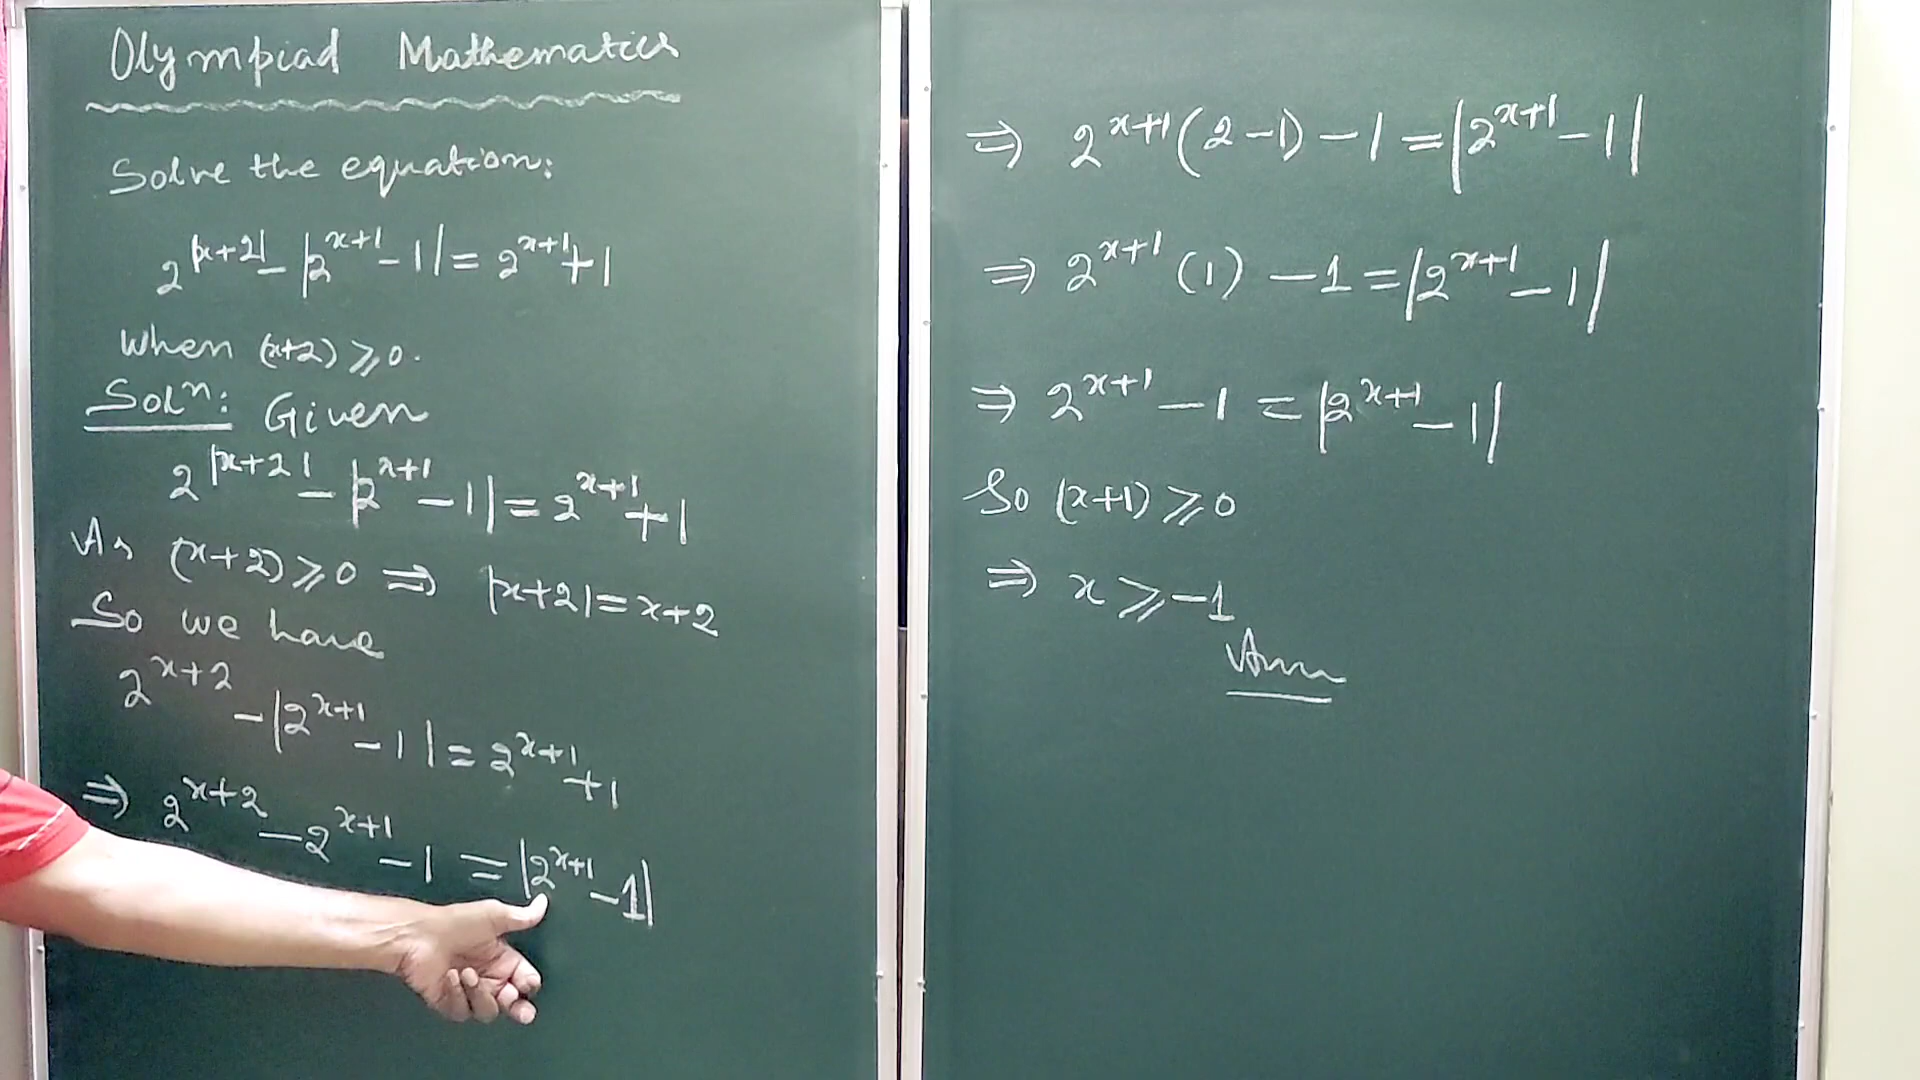 Olympiad Mathematics
Solve the equation:
2^|x+2| - |2^x+1 - 1| = 2^x+1 + 1
When (x+2) ⩾ 0.
Solⁿ: Given
2^|x+2| - |2^x+1 - 1| = 2^x+1 + 1
As (x+2) ⩾ 0 ⇒ |x+2| = x+2
So we have
2^x+2 - |2^x+1 - 1| = 2^x+1 + 1
⇒ 2^x+2 - 2^x+1 - 1 = |2^x+1 - 1|
⇒ 2^x+1 (2-1) - 1 = |2^x+1 - 1|
⇒ 2^x+1 (1) - 1 = |2^x+1 - 1|
⇒ 2^x+1 - 1 = |2^x+1 - 1|
So (x+1) ⩾ 0
⇒ x ⩾ -1
Ans